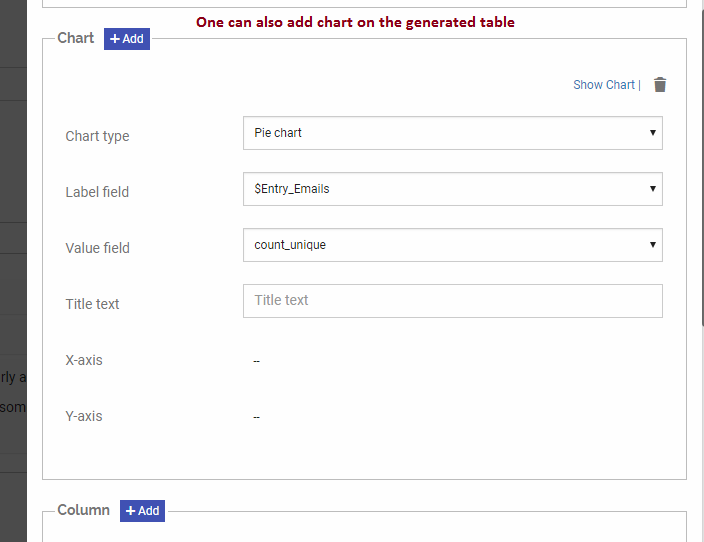 One can also add chart on the generated table
Chart + Add
Show Chart |
Chart type Pie chart
Label field $Entry_Emails
Value field count_unique
Title text Title text
X-axis --
Y-axis --
rly a
som
Column + Add